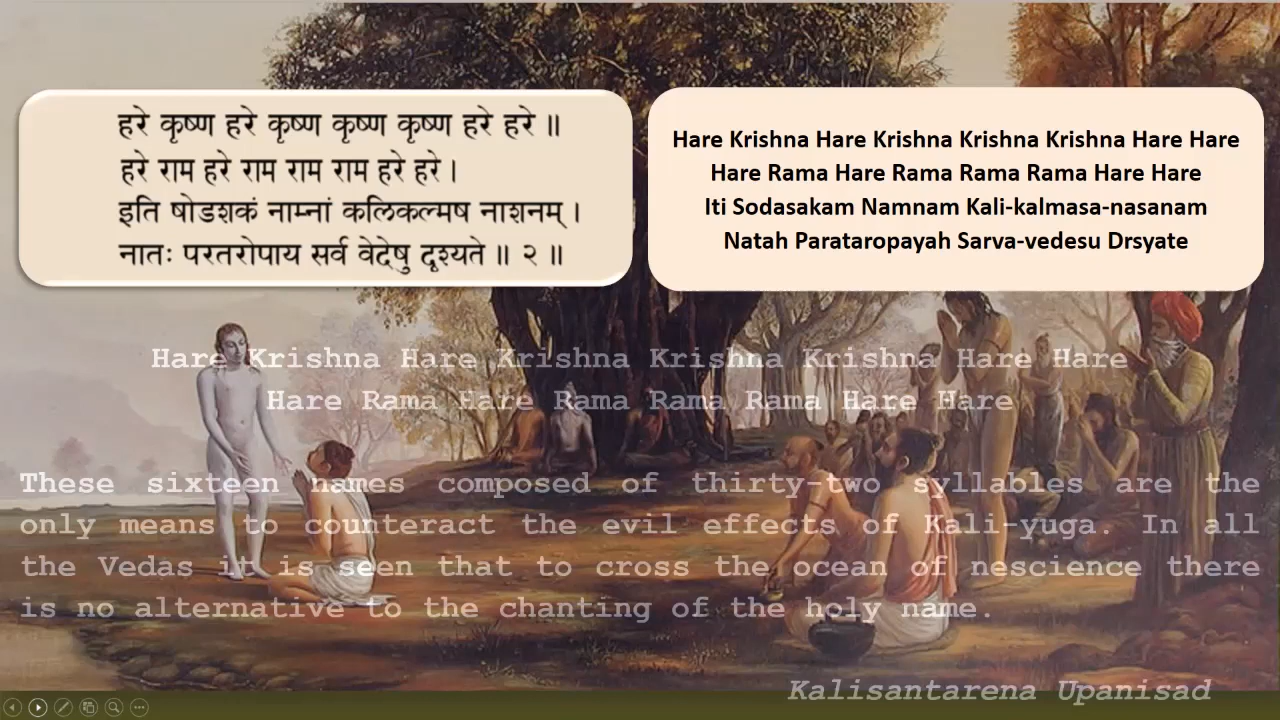 हरे कृष्ण हरे कृष्ण कृष्ण कृष्ण हरे हरे ॥
हरे राम हरे राम राम राम हरे हरे ।
इति षोडशकं नाम्नां कलिकल्मष नाशनम् ।
नातः परतरोपाय सर्व वेदेषु दृश्यते ॥ २ ॥
Hare Krishna Hare Krishna Krishna Krishna Hare Hare
Hare Rama Hare Rama Rama Rama Hare Hare
Iti Sodasakam Namnam Kali-kalmasa-nasanam
Natah Parataropayah Sarva-vedesu Drsyate
Hare Krishna Hare Krishna Krishna Krishna Hare Hare
Hare Rama Hare Rama Rama Rama Hare Hare
These sixteen names composed of thirty-two syllables are the
only means to counteract the evil effects of Kali-yuga. In all
the Vedas it is seen that to cross the ocean of nescience there
is no alternative to the chanting of the holy name.
Kalisantarena Upanisad